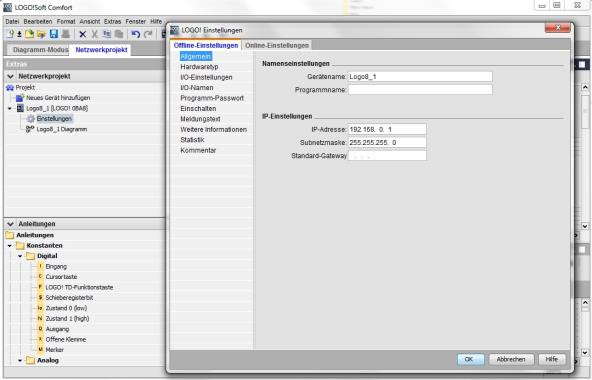 LOGO!Soft Comfort
Datei Bearbeiten Format Ansicht Extras Fenster Hilfe
Diagramm-Modus Netzwerkprojekt
Extras
Netzwerkprojekt
Projekt
Neues Gerät hinzufügen
Logo8_1 [LOGO! 0BA8]
Einstellungen
Logo8_1 Diagramm
Anleitungen
Anleitungen
Konstanten
Digital
I Eingang
C Cursortaste
F LOGO! TD-Funktionstaste
S Schieberegisterbit
lo Zustand 0 (low)
hi Zustand 1 (high)
Q Ausgang
X Offene Klemme
M Merker
Analog
LOGO! Einstellungen
Offline-Einstellungen Online-Einstellungen
Allgemein
Hardwaretyp
I/O-Einstellungen
I/O-Namen
Programm-Passwort
Einschalten
Meldungstext
Weitere Informationen
Statistik
Kommentar
Nameneinstellungen
Gerätename: Logo8_1
Programmname:
IP-Einstellungen
IP-Adresse: 192.168. 0. 1
Subnetzmaske: 255.255.255. 0
Standard-Gateway . . .
OK Abbrechen Hilfe